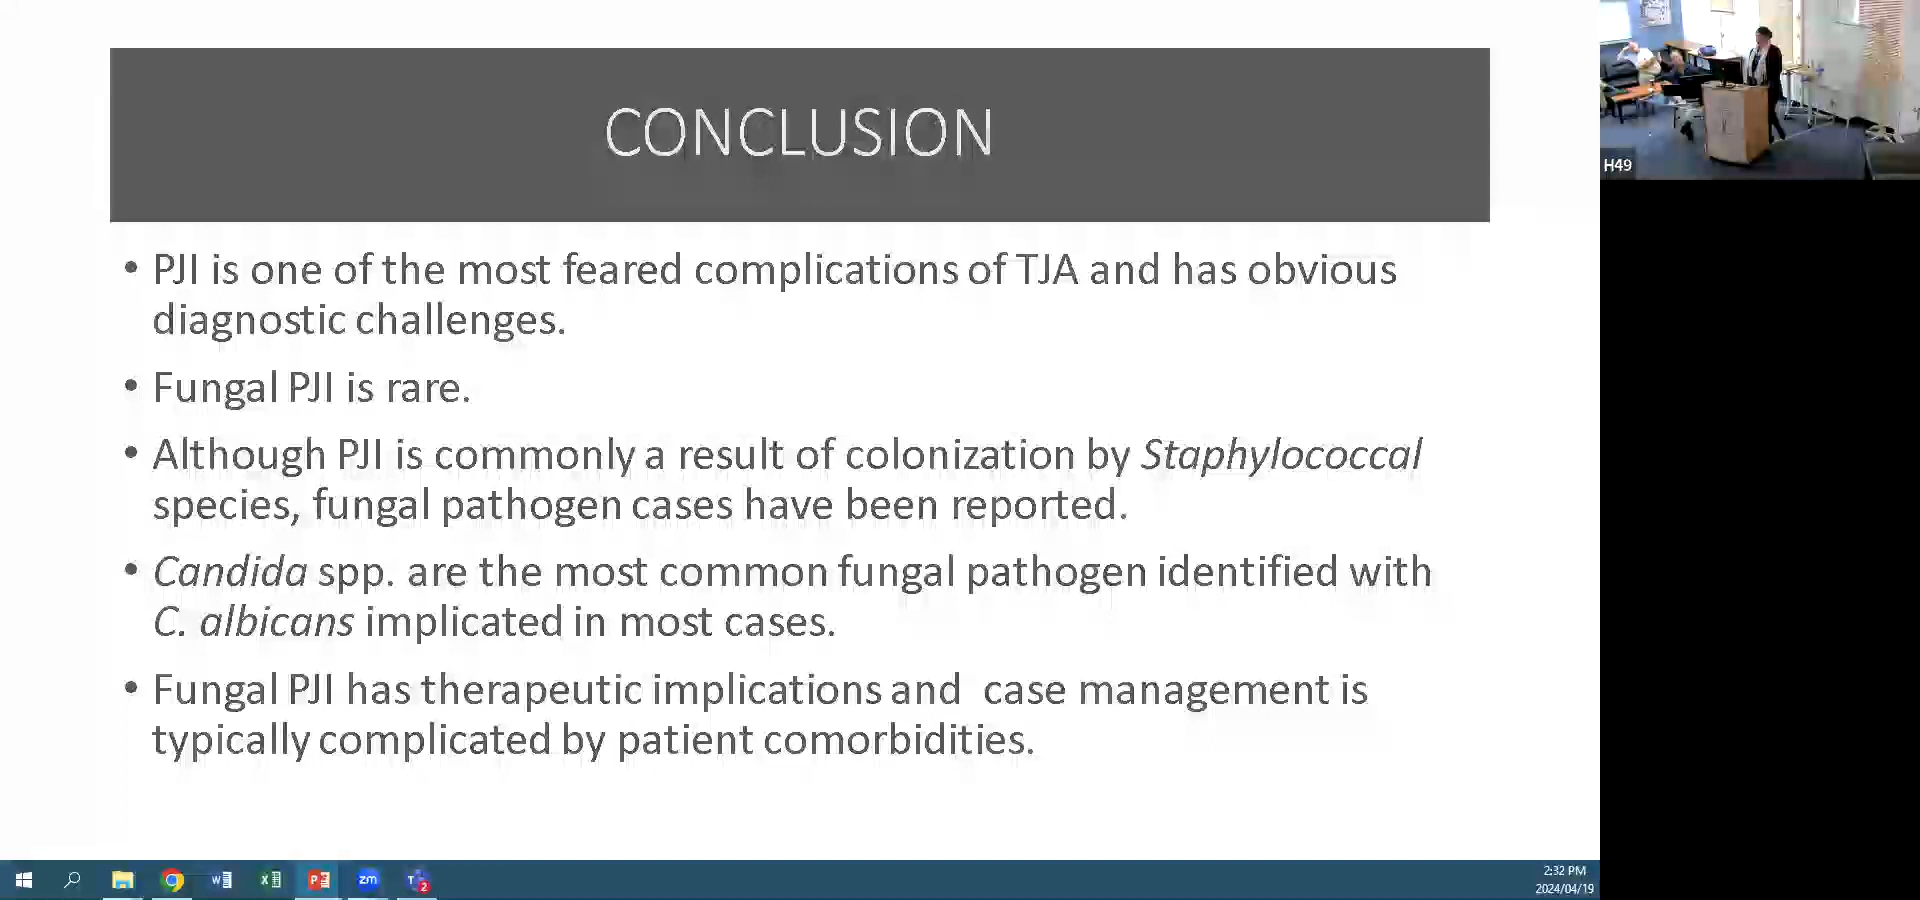 CONCLUSION
• PJI is one of the most feared complications of TJA and has obvious
diagnostic challenges.
• Fungal PJI is rare.
• Although PJI is commonly a result of colonization by Staphylococcal
species, fungal pathogen cases have been reported.
• Candida spp. are the most common fungal pathogen identified with
C. albicans implicated in most cases.
• Fungal PJI has therapeutic implications and  case management is
typically complicated by patient comorbidities.
H49
zm
2
2:32 PM
2024/04/19